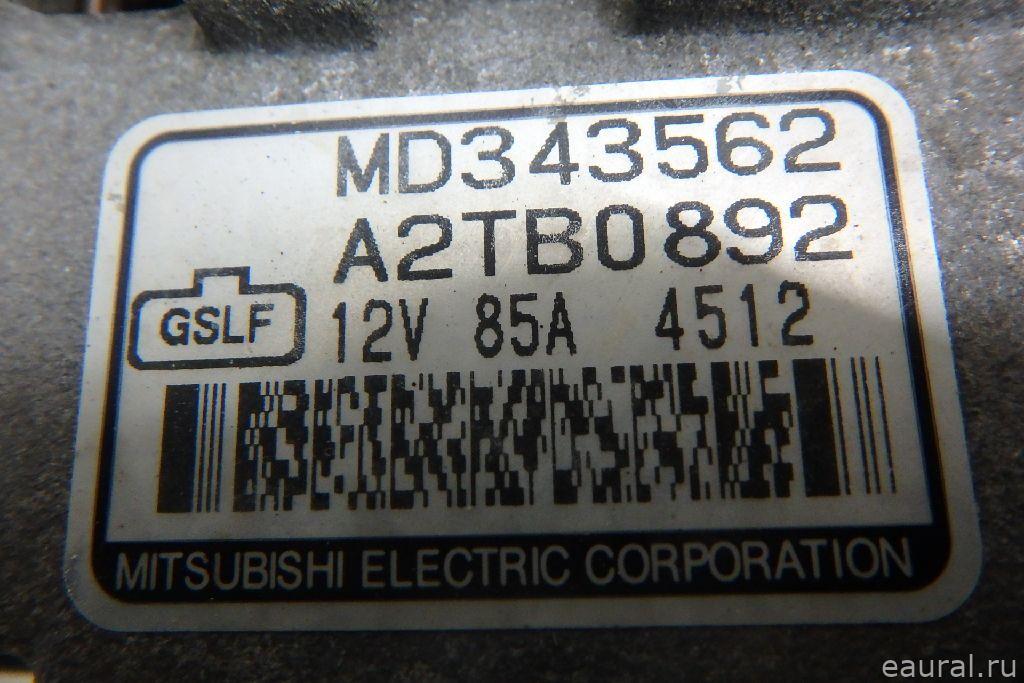 MD343562
A2TB0892
GSLF 12V 85A 4512
MITSUBISHI ELECTRIC CORPORATION
eaural.ru